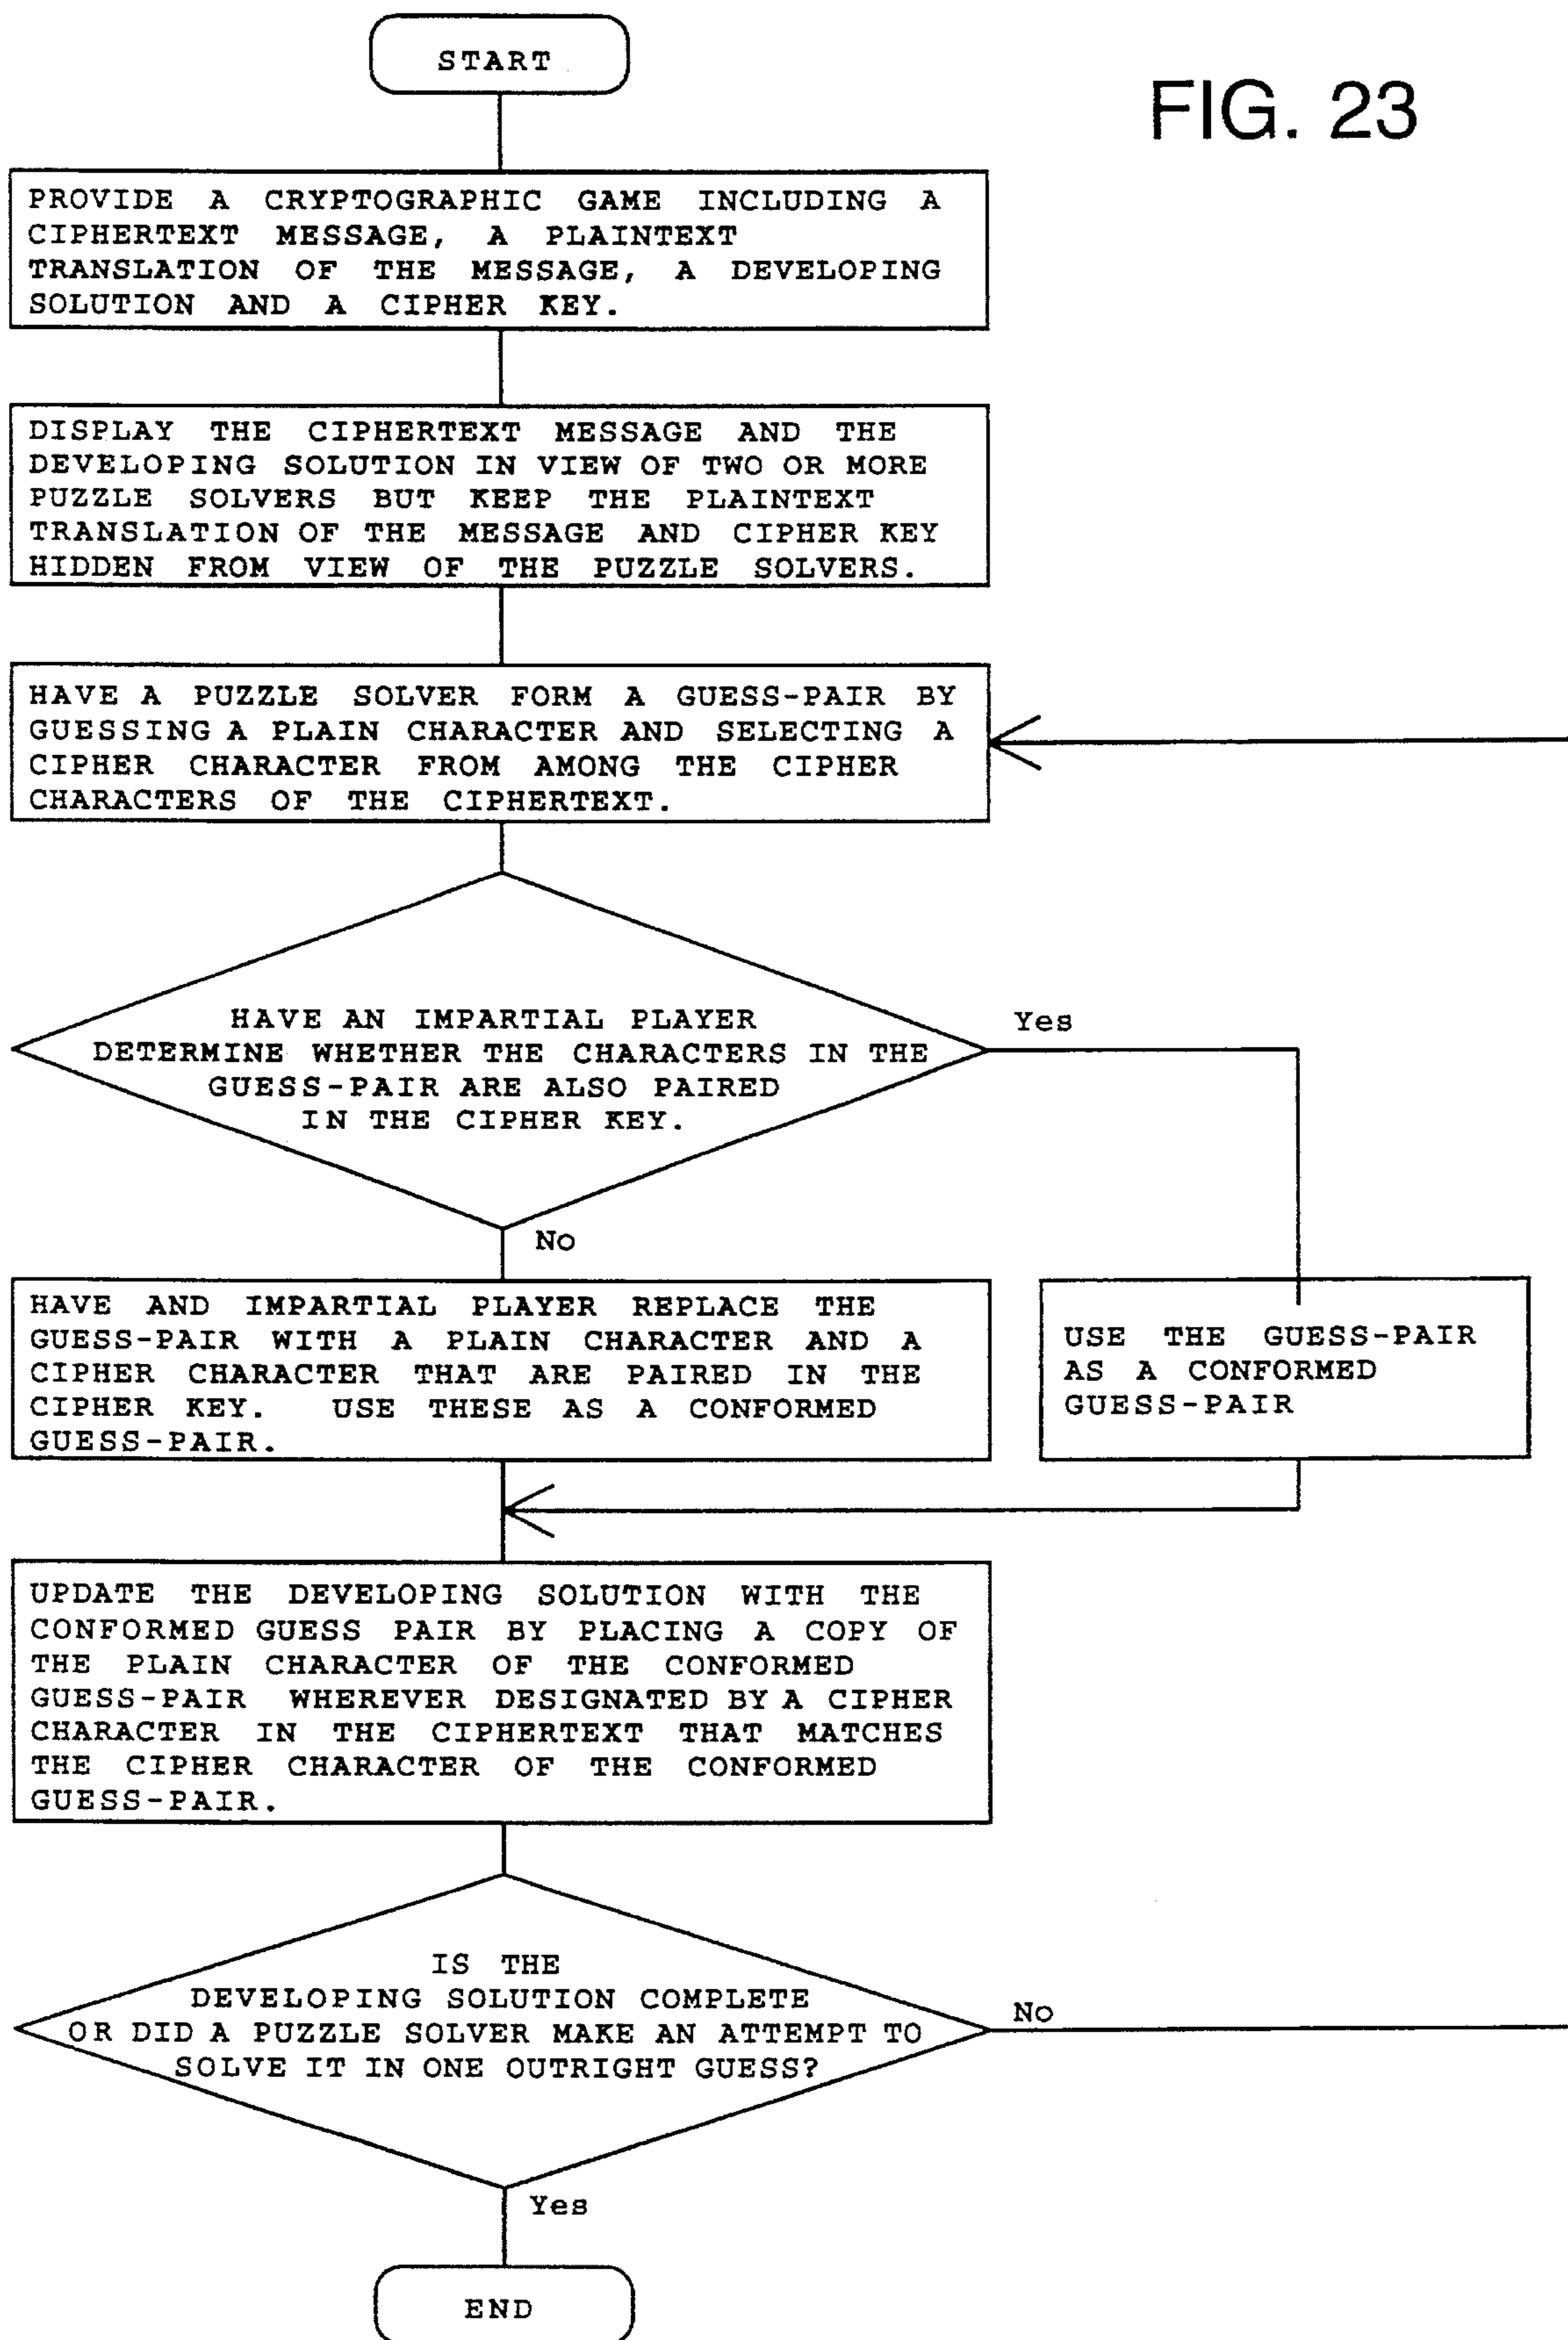 START
FIG. 23
PROVIDE A CRYPTOGRAPHIC GAME INCLUDING A
CIPHERTEXT MESSAGE, A PLAINTEXT
TRANSLATION OF THE MESSAGE, A DEVELOPING
SOLUTION AND A CIPHER KEY.
DISPLAY THE CIPHERTEXT MESSAGE AND THE
DEVELOPING SOLUTION IN VIEW OF TWO OR MORE
PUZZLE SOLVERS BUT KEEP THE PLAINTEXT
TRANSLATION OF THE MESSAGE AND CIPHER KEY
HIDDEN FROM VIEW OF THE PUZZLE SOLVERS.
HAVE A PUZZLE SOLVER FORM A GUESS-PAIR BY
GUESSING A PLAIN CHARACTER AND SELECTING A
CIPHER CHARACTER FROM AMONG THE CIPHER
CHARACTERS OF THE CIPHERTEXT.
HAVE AN IMPARTIAL PLAYER
DETERMINE WHETHER THE CHARACTERS IN THE
GUESS-PAIR ARE ALSO PAIRED
IN THE CIPHER KEY.
Yes
No
HAVE AND IMPARTIAL PLAYER REPLACE THE
GUESS-PAIR WITH A PLAIN CHARACTER AND A
CIPHER CHARACTER THAT ARE PAIRED IN THE
CIPHER KEY. USE THESE AS A CONFORMED
GUESS-PAIR.
USE THE GUESS-PAIR
AS A CONFORMED
GUESS-PAIR
UPDATE THE DEVELOPING SOLUTION WITH THE
CONFORMED GUESS PAIR BY PLACING A COPY OF
THE PLAIN CHARACTER OF THE CONFORMED
GUESS-PAIR WHEREVER DESIGNATED BY A CIPHER
CHARACTER IN THE CIPHERTEXT THAT MATCHES
THE CIPHER CHARACTER OF THE CONFORMED
GUESS-PAIR.
IS THE
DEVELOPING SOLUTION COMPLETE
OR DID A PUZZLE SOLVER MAKE AN ATTEMPT TO
SOLVE IT IN ONE OUTRIGHT GUESS?
No
Yes
END